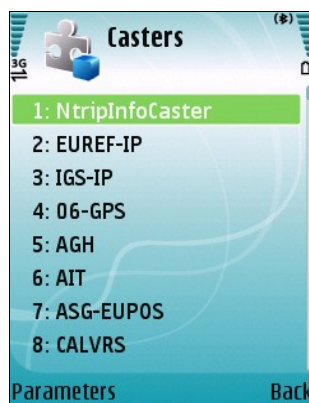 Casters
3G
1: NtripInfoCaster
2: EUREF-IP
3: IGS-IP
4: 06-GPS
5: AGH
6: AIT
7: ASG-EUPOS
8: CALVRS
Parameters Back